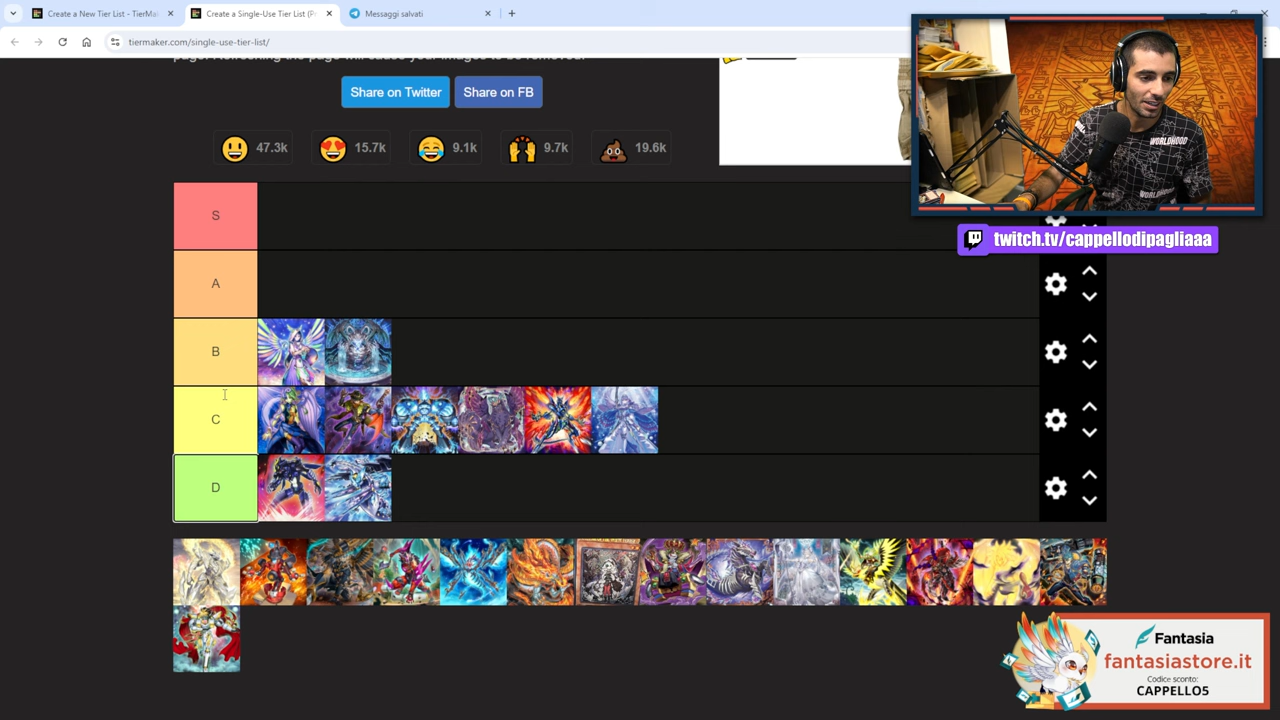 Create a New Tier List - TierMa
Create a Single-Use Tier List (P
Messaggi salvati
tiermaker.com/single-use-tier-list/
Share on Twitter
Share on FB
47.3k
15.7k
9.1k
9.7k
19.6k
WORLDHOOD
WORLDHOOD
twitch.tv/cappellodipagliaaa
S
A
B
C
D
Fantasia
fantasiastore.it
Codice sconto:
CAPPELLO5